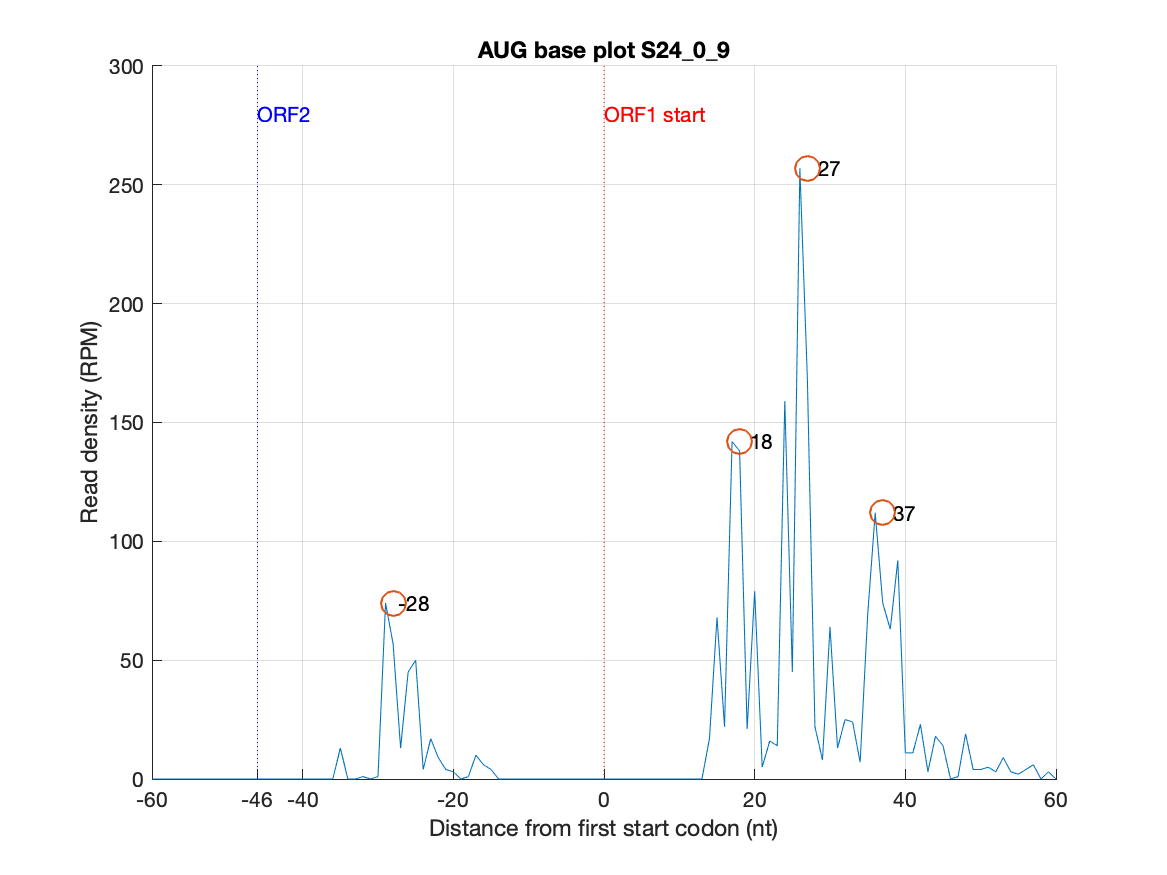 AUG base plot S24_0_9
300
250
200
150
100
50
0
Read density (RPM)
ORF2
ORF1 start
27
18
37
-28
-60 -46 -40 -20 0 20 40 60
Distance from first start codon (nt)